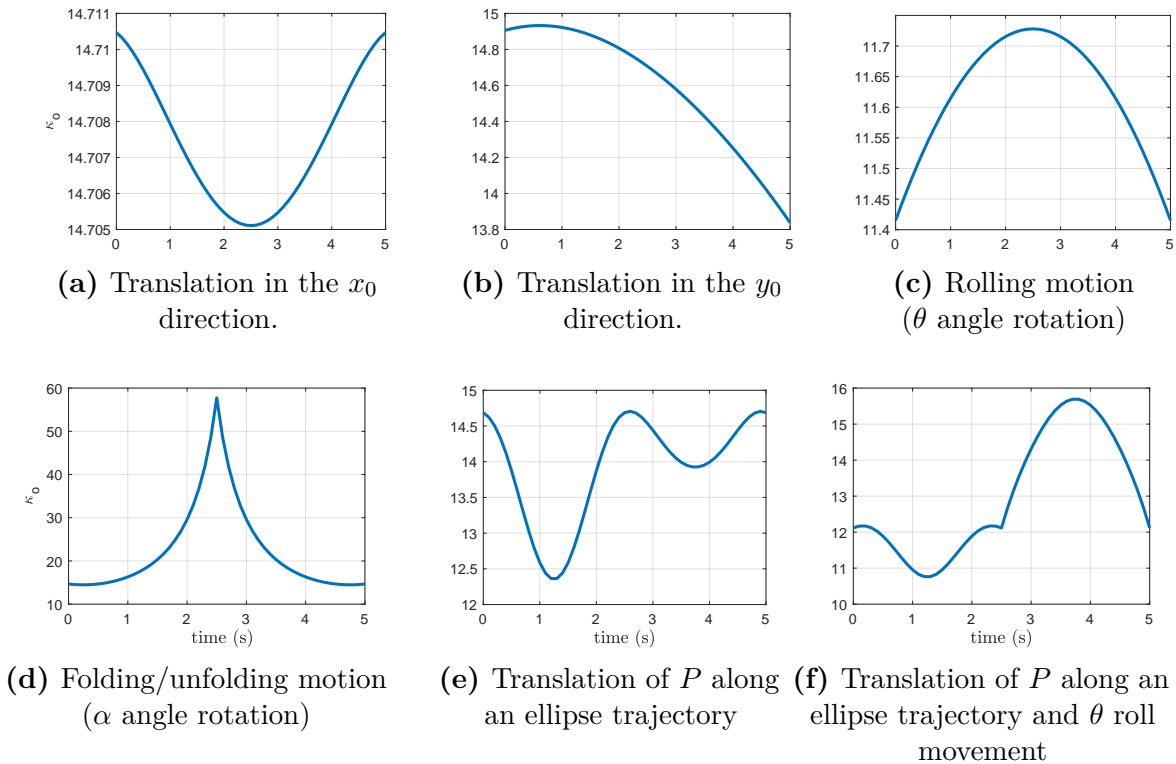 14.711
14.71
14.709
14.708
14.707
14.706
14.705
κo
0 1 2 3 4 5
(a) Translation in the x0
direction.
15
14.8
14.6
14.4
14.2
14
13.8
0 1 2 3 4 5
(b) Translation in the y0
direction.
11.7
11.65
11.6
11.55
11.5
11.45
11.4
0 1 2 3 4 5
(c) Rolling motion
(θ angle rotation)
60
50
40
30
20
10
κo
0 1 2 3 4 5
time (s)
(d) Folding/unfolding motion
(α angle rotation)
15
14.5
14
13.5
13
12.5
12
0 1 2 3 4 5
time (s)
(e) Translation of P along
an ellipse trajectory
16
15
14
13
12
11
10
0 1 2 3 4 5
time (s)
(f) Translation of P along an
ellipse trajectory and θ roll
movement